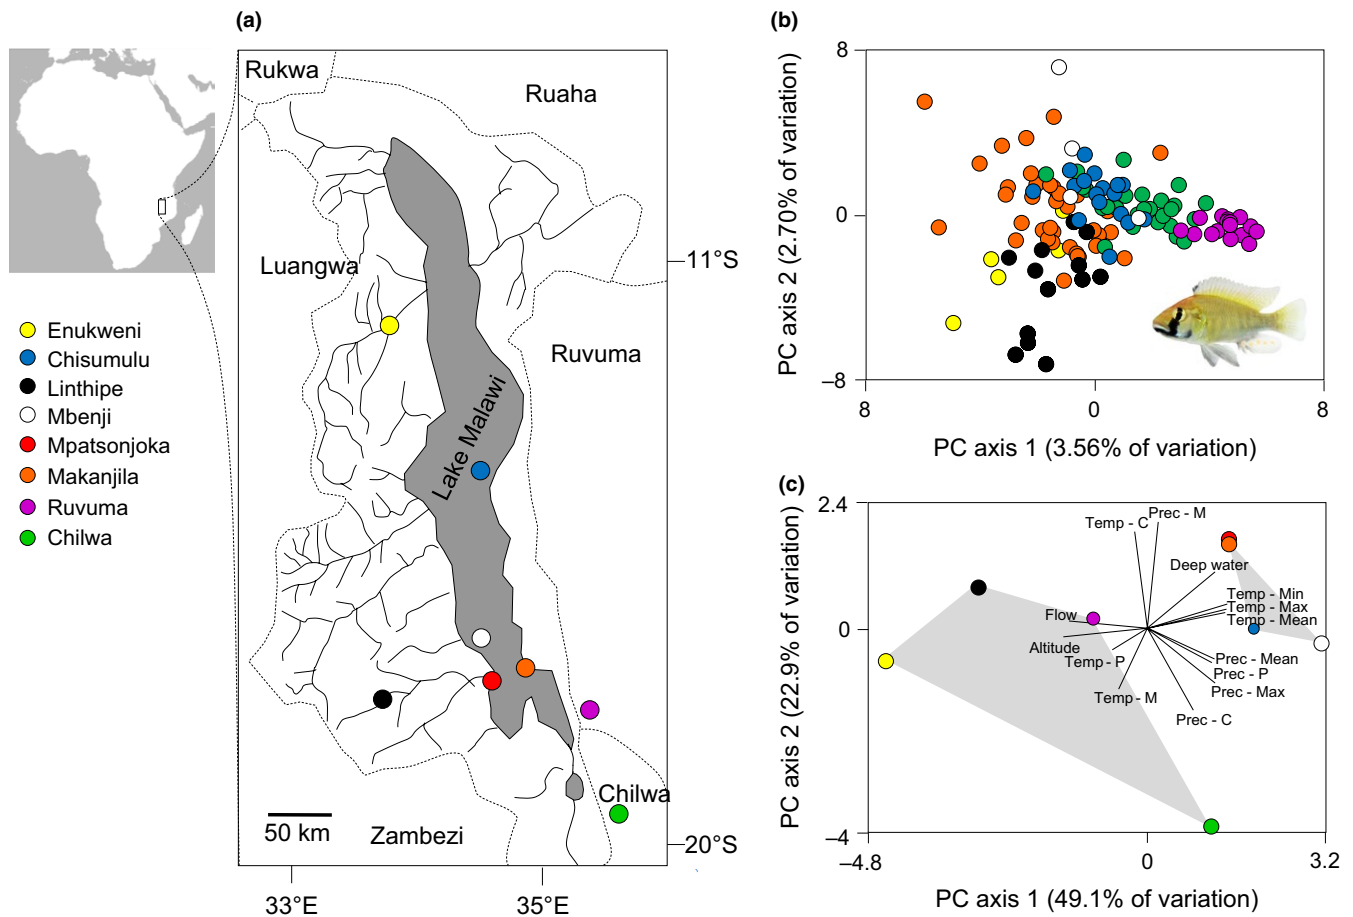 (a)
Rukwa
Ruaha
Luangwa
Ruvuma
Lake Malawi
Chilwa
Zambezi
50 km
–11°S
–20°S
33°E
35°E
Enukweni
Chisumulu
Linthipe
Mbenji
Mpatsonjoka
Makanjila
Ruvuma
Chilwa
(b)
PC axis 2 (2.70% of variation)
8
0
–8
8
0
8
PC axis 1 (3.56% of variation)
(c)
PC axis 2 (22.9% of variation)
2.4
0
–4
–4.8
0
3.2
PC axis 1 (49.1% of variation)
Prec - M
Temp - C
Deep water
Temp - Min
Temp - Max
Temp - Mean
Flow
Altitude
Temp - P
Temp - M
Prec - Mean
Prec - P
Prec - Max
Prec - C